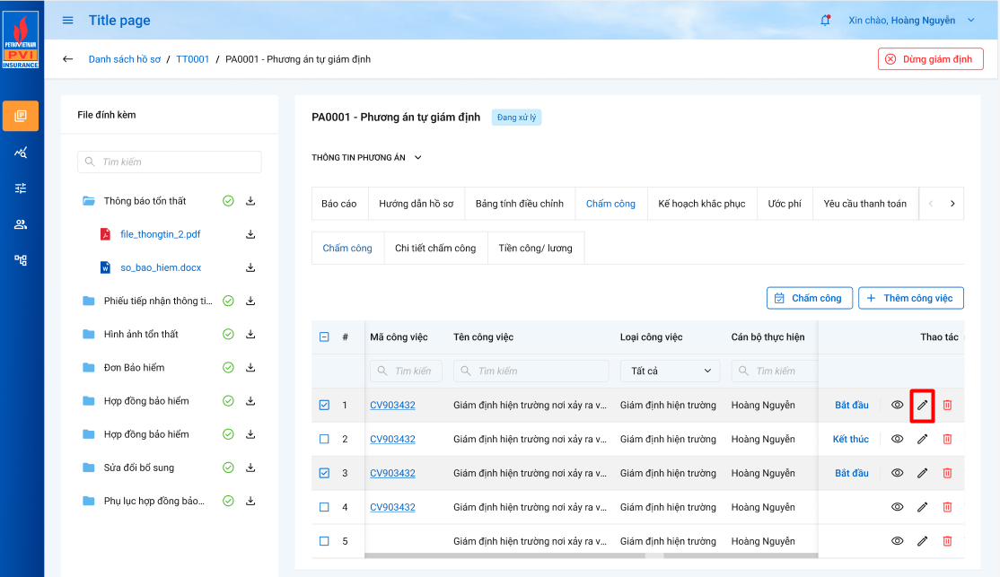 PETROVIETNAM
PVI
INSURANCE
Title page
Xin chào, Hoàng Nguyễn
Danh sách hồ sơ / TT0001 / PA0001 - Phương án tự giám định
Dừng giám định
File đính kèm
Tìm kiếm
Thông báo tổn thất
file_thongtin_2.pdf
so_bao_hiem.docx
Phiếu tiếp nhận thông ti...
Hình ảnh tổn thất
Đơn Bảo hiểm
Hợp đồng bảo hiểm
Hợp đồng bảo hiểm
Sửa đổi bổ sung
Phụ lục hợp đồng bảo...
PA0001 - Phương án tự giám định Đang xử lý
THÔNG TIN PHƯƠNG ÁN
Báo cáo Hướng dẫn hồ sơ Bảng tính điều chỉnh Chấm công Kế hoạch khắc phục Ước phí Yêu cầu thanh toán
Chấm công Chi tiết chấm công Tiền công/ lương
Chấm công + Thêm công việc
# Mã công việc Tên công việc Loại công việc Cán bộ thực hiện Thao tác
Tìm kiến Tìm kiếm Tất cả Tìm kiếm
1 CV903432 Giám định hiện trường nơi xảy ra v... Giám định hiện trường Hoàng Nguyễn Bắt đầu
2 CV903432 Giám định hiện trường nơi xảy ra v... Giám định hiện trường Hoàng Nguyễn Kết thúc
3 CV903432 Giám định hiện trường nơi xảy ra v... Giám định hiện trường Hoàng Nguyễn Bắt đầu
4 CV903432 Giám định hiện trường nơi xảy ra v... Giám định hiện trường Hoàng Nguyễn
5 Giám định hiện trường nơi xảy ra v... Giám định hiện trường Hoàng Nguyễn